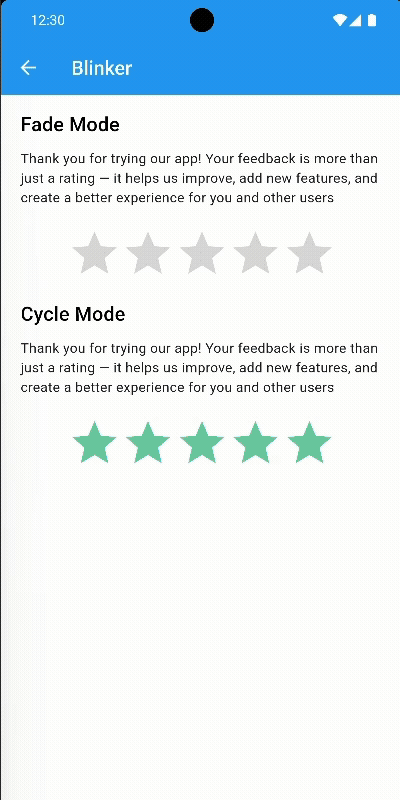 12:30
Blinker
Fade Mode
Thank you for trying our app! Your feedback is more than
just a rating — it helps us improve, add new features, and
create a better experience for you and other users
Cycle Mode
Thank you for trying our app! Your feedback is more than
just a rating — it helps us improve, add new features, and
create a better experience for you and other users